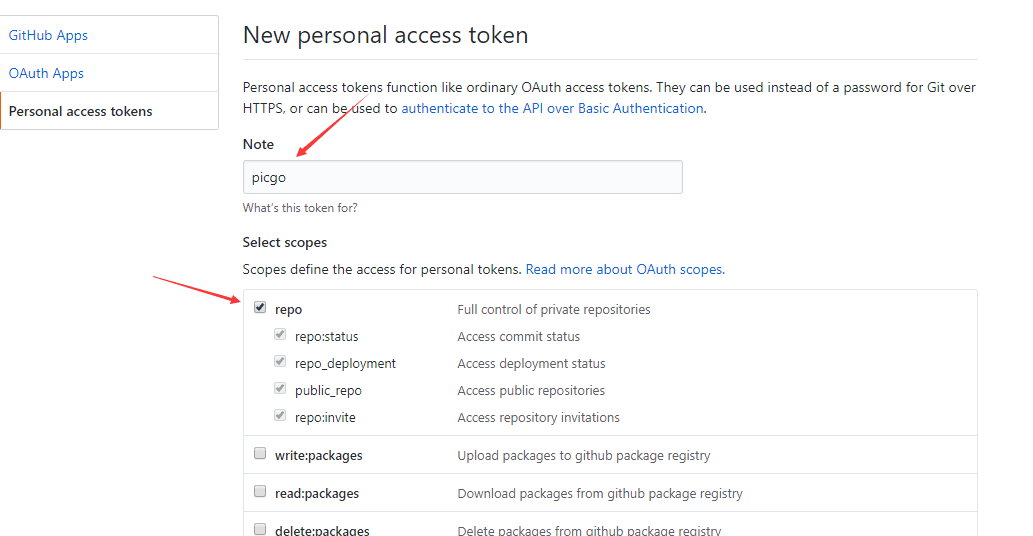 GitHub Apps
OAuth Apps
Personal access tokens
New personal access token
Personal access tokens function like ordinary OAuth access tokens. They can be used instead of a password for Git over
HTTPS, or can be used to authenticate to the API over Basic Authentication.
Note
picgo
What's this token for?
Select scopes
Scopes define the access for personal tokens. Read more about OAuth scopes.
repo Full control of private repositories
repo:status Access commit status
repo_deployment Access deployment status
public_repo Access public repositories
repo:invite Access repository invitations
write:packages Upload packages to github package registry
read:packages Download packages from github package registry
delete:packages Delete packages from github package registry